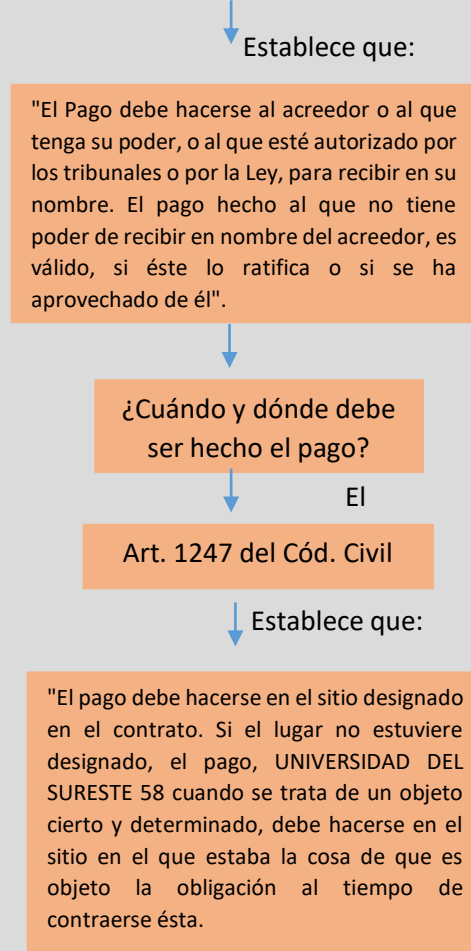 Establece que:
"El Pago debe hacerse al acreedor o al que
tenga su poder, o al que esté autorizado por
los tribunales o por la Ley, para recibir en su
nombre. El pago hecho al que no tiene
poder de recibir en nombre del acreedor, es
válido, si éste lo ratifica o si se ha
aprovechado de él".
¿Cuándo y dónde debe
ser hecho el pago?
El
Art. 1247 del Cód. Civil
Establece que:
"El pago debe hacerse en el sitio designado
en el contrato. Si el lugar no estuviere
designado, el pago, UNIVERSIDAD DEL
SURESTE 58 cuando se trata de un objeto
cierto y determinado, debe hacerse en el
sitio en el que estaba la cosa de que es
objeto la obligación al tiempo de
contraerse ésta.